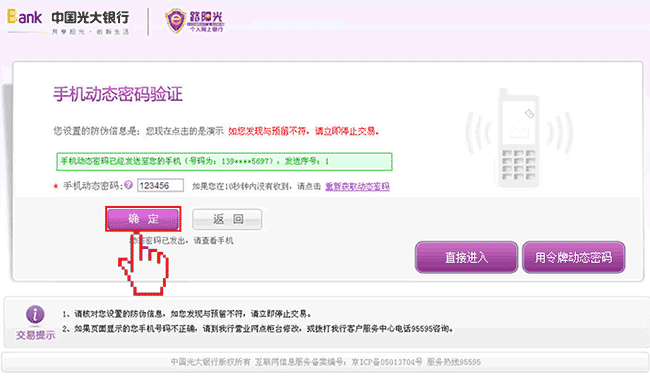 Bank 中国光大银行
共享阳光·创新生活
路阳光
个人网上银行
手机动态密码验证
您设置的防伪信息是：您现在点击的是演示 如您发现与预留不符，请立即停止交易。
手机动态密码已经发送至您的手机（号码为：139****5697），发送序号：1
* 手机动态密码：? 123456 如果您在10秒钟内没有收到，请点击 重新获取动态密码
确 定 返 回
密码已发出，请查看手机
直接进入 用令牌动态密码
i 1、请核对您设置的防伪信息，如您发现与预留不符，请立即停止交易。
交易提示 2、如果页面显示的您手机号码不正确，请到我行营业网点柜台修改，或拨打我行客户服务中心电话95595咨询。
中国光大银行版权所有 互联网信息服务备案编号：京ICP备05013704号 服务热线95595